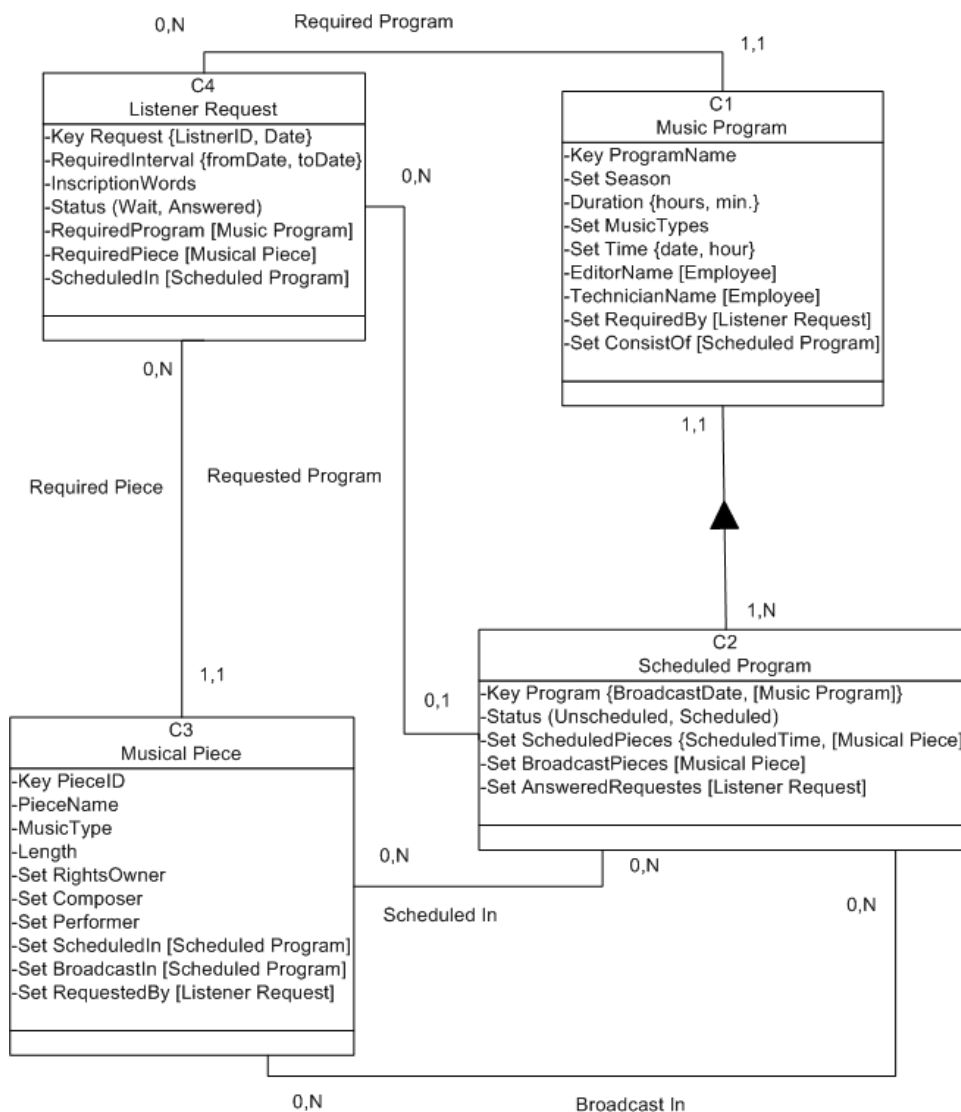 0,N
Required Program
1,1
C4
Listener Request
-Key Request {ListnerID, Date}
-RequiredInterval {fromDate, toDate}
-InscriptionWords
-Status (Wait, Answered)
-RequiredProgram [Music Program]
-RequiredPiece [Musical Piece]
-ScheduledIn [Scheduled Program]
0,N
C1
Music Program
-Key ProgramName
-Set Season
-Duration {hours, min.}
-Set MusicTypes
-Set Time {date, hour}
-EditorName [Employee]
-TechnicianName [Employee]
-Set RequiredBy [Listener Request]
-Set ConsistOf [Scheduled Program]
0,N
1,1
Required Piece
Requested Program
1,N
1,1
0,1
C2
Scheduled Program
-Key Program {BroadcastDate, [Music Program]}
-Status (Unscheduled, Scheduled)
-Set ScheduledPieces {ScheduledTime, [Musical Piece]
-Set BroadcastPieces [Musical Piece]
-Set AnsweredRequestes [Listener Request]
C3
Musical Piece
-Key PieceID
-PieceName
-MusicType
-Length
-Set RightsOwner
-Set Composer
-Set Performer
-Set ScheduledIn [Scheduled Program]
-Set BroadcastIn [Scheduled Program]
-Set RequestedBy [Listener Request]
0,N
0,N
Scheduled In
0,N
0,N
Broadcast In